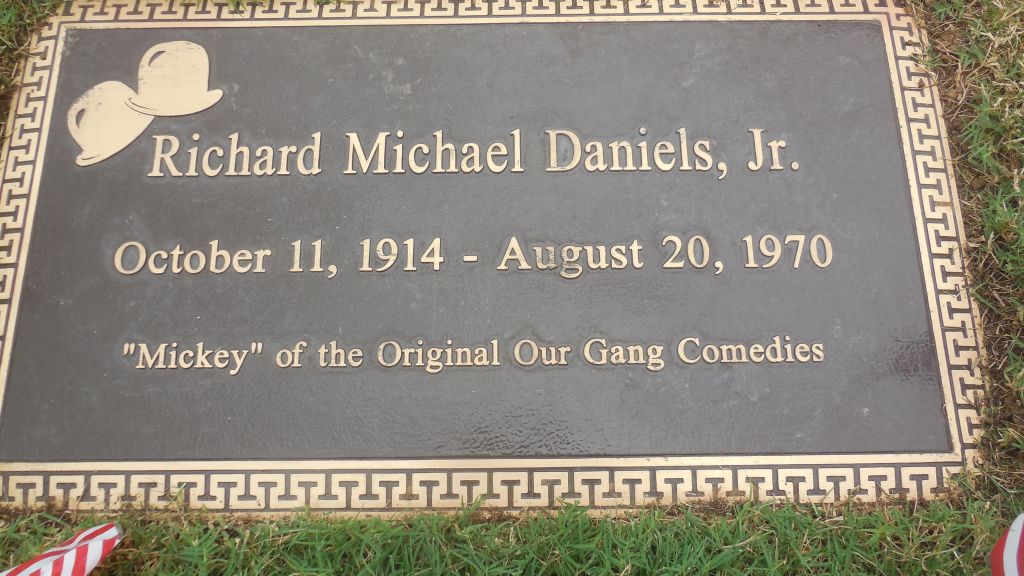 Richard Michael Daniels, Jr.
October 11, 1914 - August 20, 1970
"Mickey" of the Original Our Gang Comedies